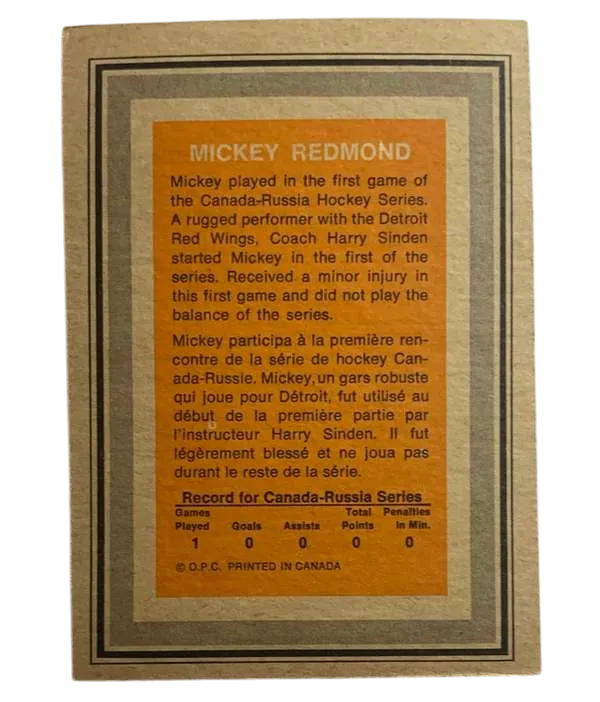 MICKEY REDMOND
Mickey played in the first game of
the Canada-Russia Hockey Series.
A rugged performer with the Detroit
Red Wings, Coach Harry Sinden
started Mickey in the first of the
series. Received a minor injury in
this first game and did not play the
balance of the series.
Mickey participa à la première ren-
contre de la série de hockey Can-
ada-Russie. Mickey, un gars robuste
qui joue pour Détroit, fut utilisé au
début de la première partie par
l'instructeur Harry Sinden. Il fut
légèrement blessé et ne joua pas
durant le reste de la série.
Record for Canada-Russia Series
Games Total Penalties
Played Goals Assists Points in Min.
1 0 0 0 0
© O.P.C. PRINTED IN CANADA